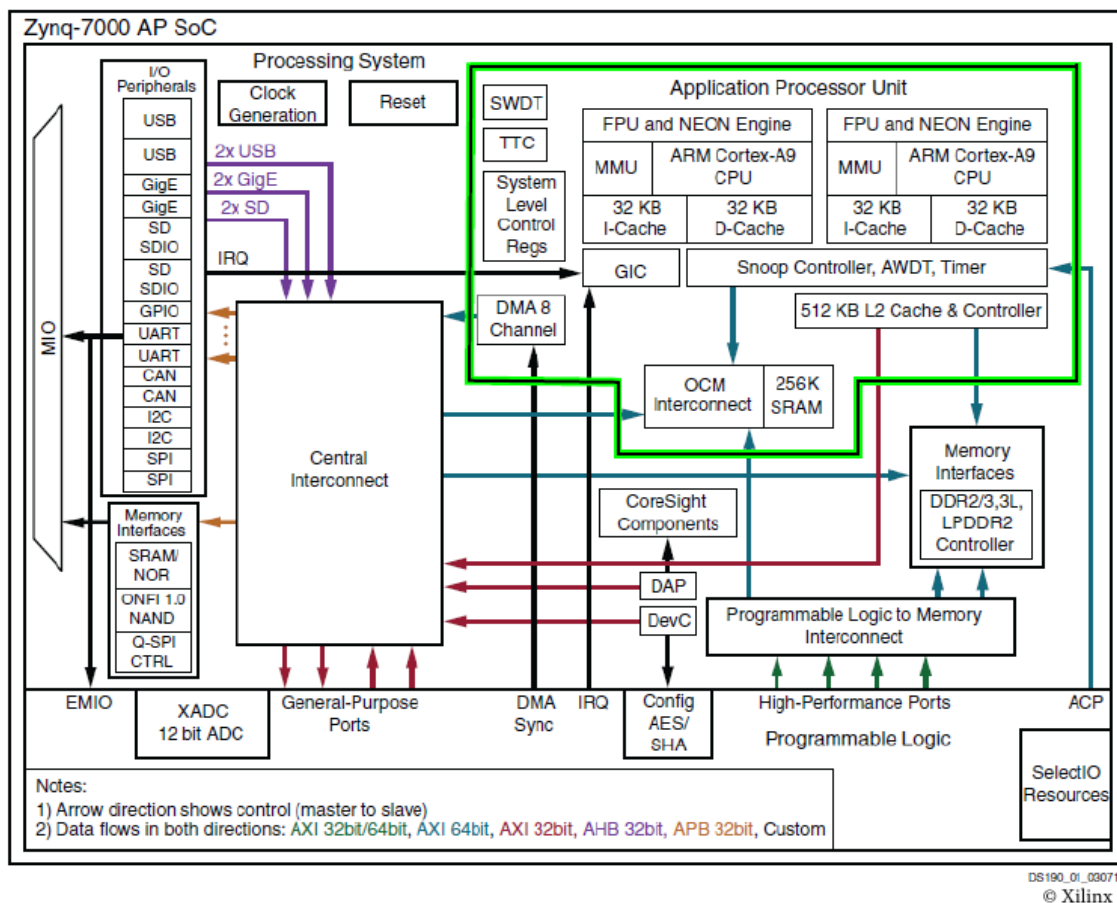 Zynq-7000 AP SoC
Processing System
I/O
Peripherals
USB
USB
GigE
GigE
SD
SDIO
SD
SDIO
GPIO
UART
UART
CAN
CAN
I2C
I2C
SPI
SPI
MIO
Clock
Generation
Reset
2x USB
2x GigE
2x SD
IRQ
Application Processor Unit
SWDT
TTC
System
Level
Control
Regs
FPU and NEON Engine
MMU
ARM Cortex-A9
CPU
32 KB
I-Cache
32 KB
D-Cache
FPU and NEON Engine
MMU
ARM Cortex-A9
CPU
32 KB
I-Cache
32 KB
D-Cache
GIC
Snoop Controller, AWDT, Timer
DMA 8
Channel
512 KB L2 Cache & Controller
OCM
Interconnect
256K
SRAM
Central
Interconnect
Memory
Interfaces
DDR2/3,3L,
LPDDR2
Controller
CoreSight
Components
DAP
DevC
Programmable Logic to Memory
Interconnect
Memory
Interfaces
SRAM/
NOR
ONFI 1.0
NAND
Q-SPI
CTRL
EMIO
XADC
12 bit ADC
General-Purpose
Ports
DMA
Sync
IRQ
Config
AES/
SHA
High-Performance Ports
ACP
Programmable Logic
SelectIO
Resources
Notes:
1) Arrow direction shows control (master to slave)
2) Data flows in both directions: AXI 32bit/64bit, AXI 64bit, AXI 32bit, AHB 32bit, APB 32bit, Custom
DS190_01_03071
© Xilinx